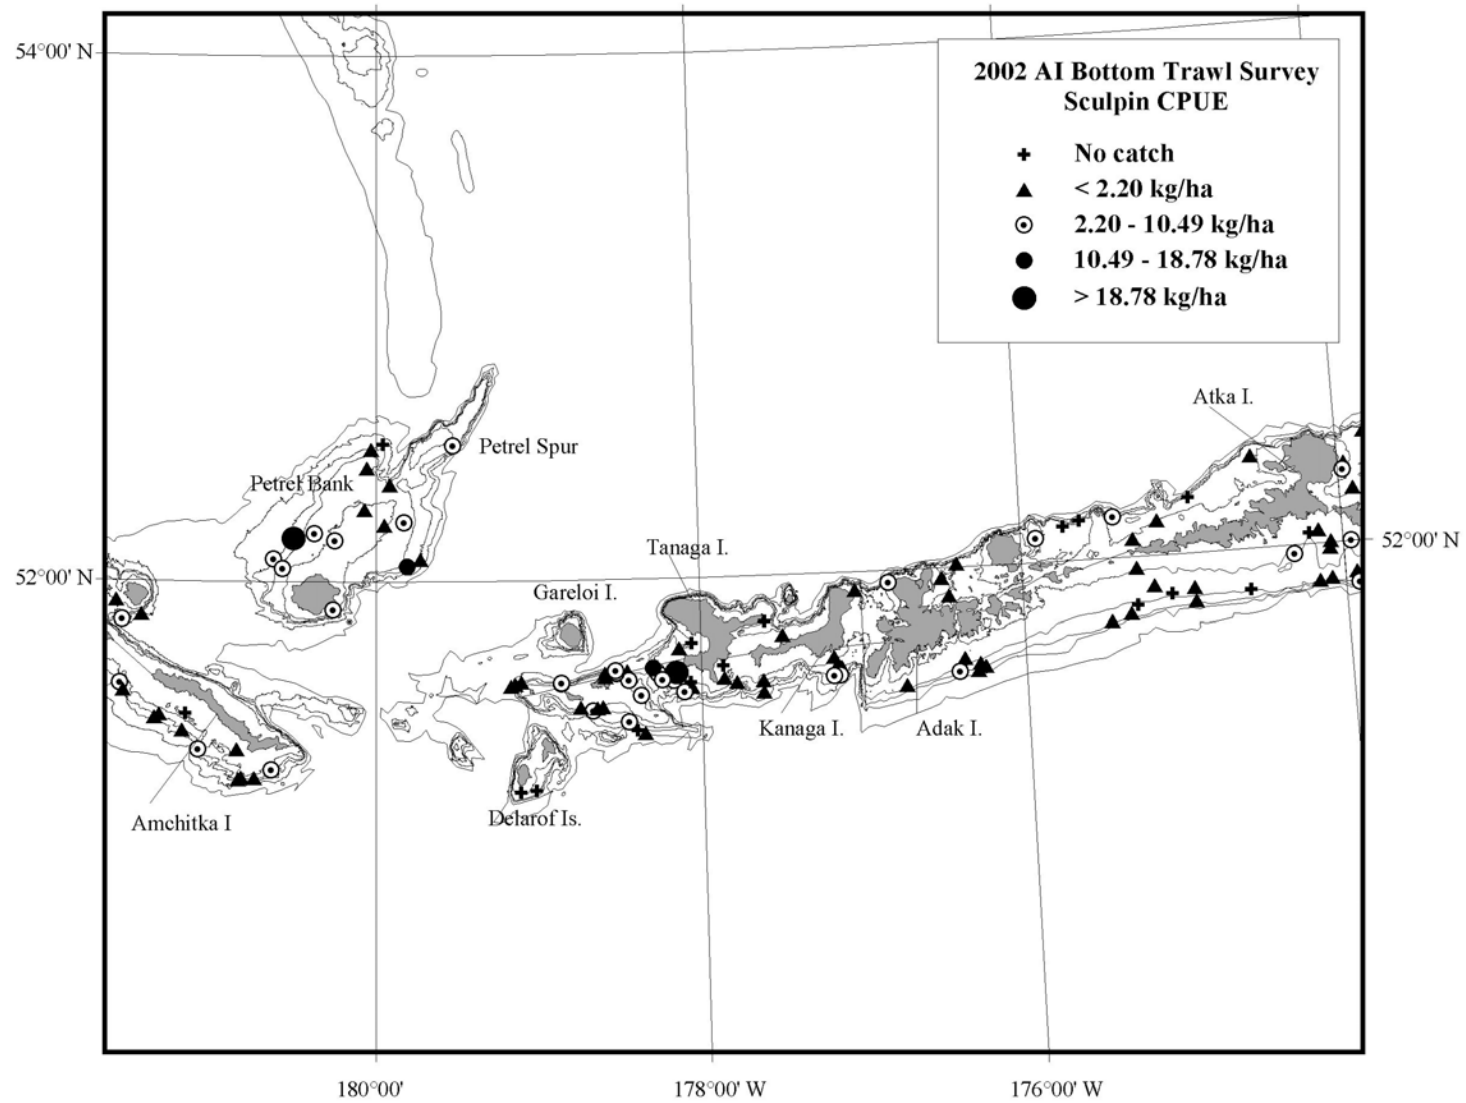 54°00' N
2002 AI Bottom Trawl Survey
Sculpin CPUE
No catch
< 2.20 kg/ha
2.20 - 10.49 kg/ha
10.49 - 18.78 kg/ha
> 18.78 kg/ha
Atka I.
Petrel Spur
Petrel Bank
52°00' N
Tanaga I.
52°00' N
Gareloi I.
Kanaga I.
Adak I.
Delarof Is.
Amchitka I
180°00'
178°00' W
176°00' W